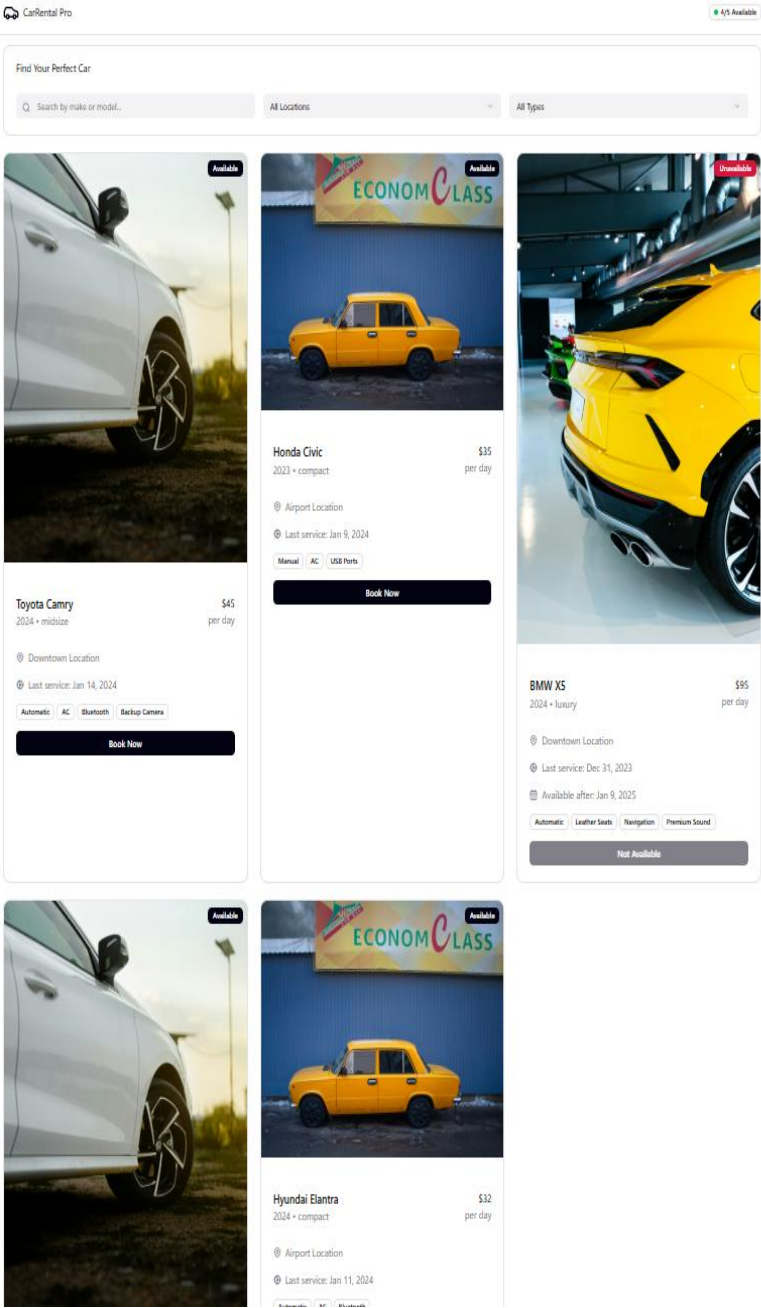 CarRental Pro
4/5 Available
Find Your Perfect Car
Search by make or model..
All Locations
All Types
Available
Toyota Camry
$45
2024 • midsize
per day
Downtown Location
Last service: Jan 14, 2024
Automatic
AC
Bluetooth
Backup Camera
Book Now
Available
ECONOM CLASS
Honda Civic
$35
2023 • compact
per day
Airport Location
Last service: Jan 9, 2024
Manual
AC
USB Ports
Book Now
Unavailable
BMW X5
$95
2024 • luxury
per day
Downtown Location
Last service: Dec 31, 2023
Available after: Jan 9, 2025
Automatic
Leather Seats
Navigation
Premium Sound
Not Available
Available
Available
ECONOM CLASS
Hyundai Elantra
$32
2024 • compact
per day
Airport Location
Last service: Jan 11, 2024
Automatic
AC
Bluetooth